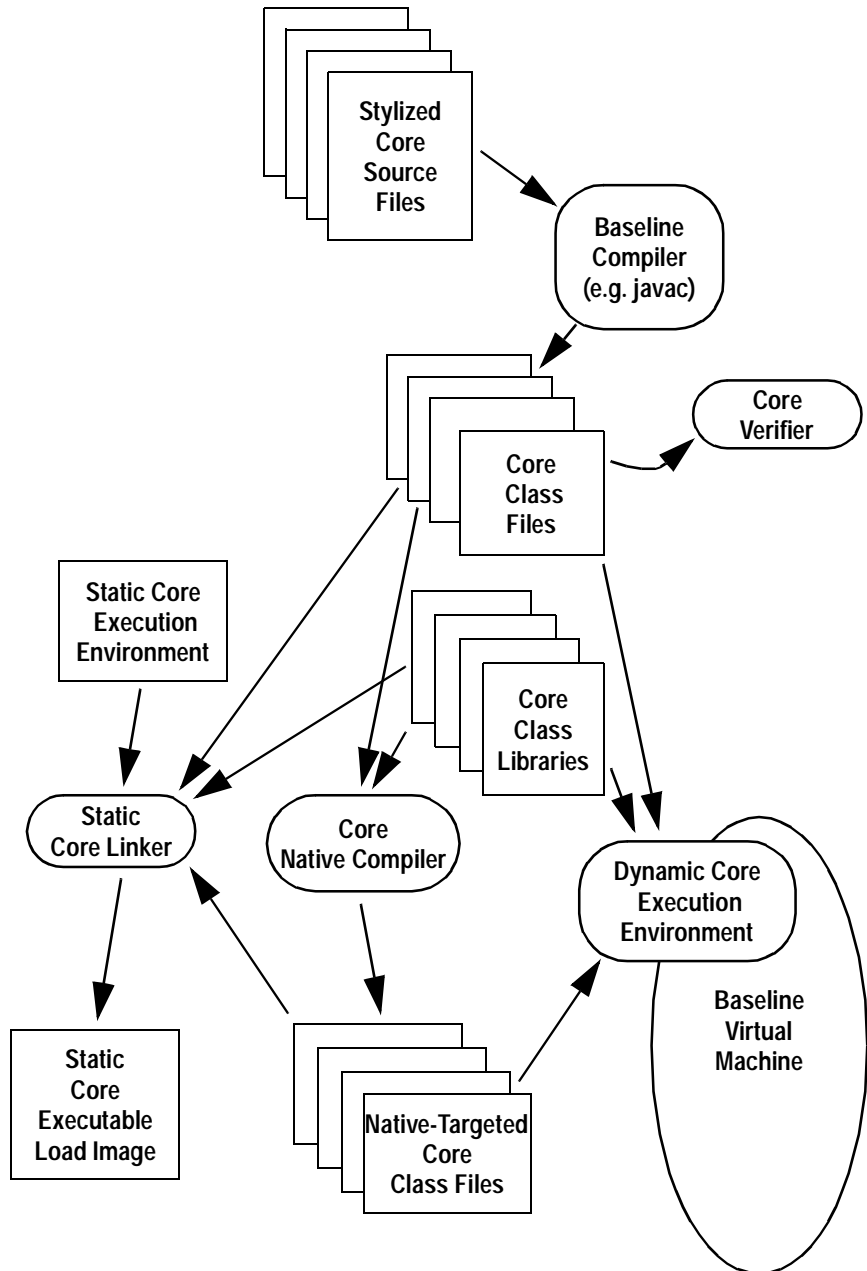 Stylized
Core
Source
Files
Baseline
Compiler
(e.g. javac)
Core
Verifier
Core
Class
Files
Static Core
Execution
Environment
Core
Class
Libraries
Static
Core Linker
Core
Native Compiler
Dynamic Core
Execution
Environment
Baseline
Virtual
Machine
Static
Core
Executable
Load Image
Native-Targeted
Core
Class Files